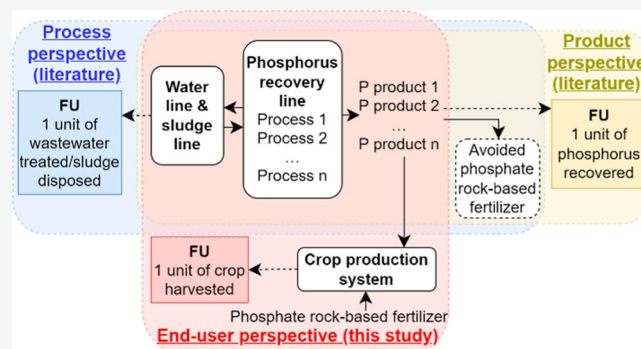 Process
perspective
(literature)
FU
1 unit of
wastewater
treated/sludge
disposed
Water
line &
sludge
line
Phosphorus
recovery
line
Process 1
Process 2
...
Process n
P product 1
P product 2
...
P product n
Product
perspective
(literature)
FU
1 unit of
phosphorus
recovered
Avoided
phosphate
rock-based
fertilizer
FU
1 unit of crop
harvested
Crop production
system
Phosphate rock-based fertilizer
End-user perspective (this study)